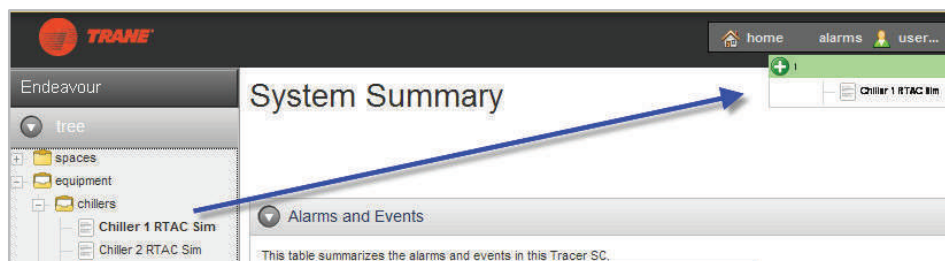 TRANE
home alarms user...
1
Chiller 1 RTAC Sim
Endeavour
System Summary
tree
spaces
equipment
chillers
Chiller 1 RTAC Sim
Chiller 2 RTAC Sim
Alarms and Events
This table summarizes the alarms and events in this Tracer SC.